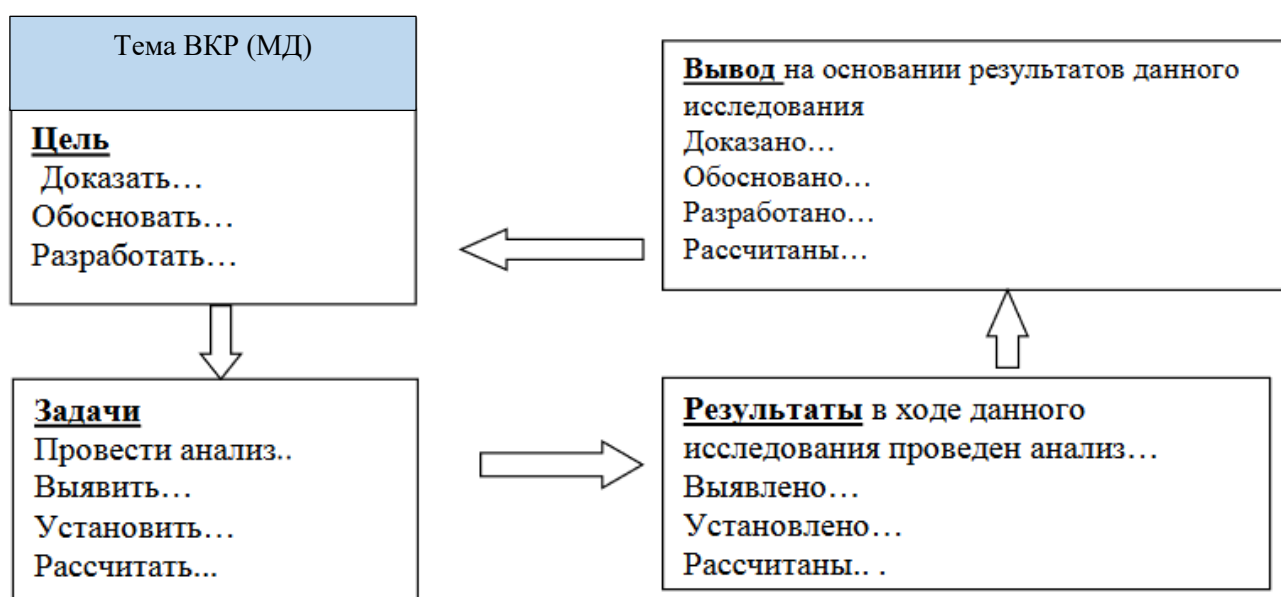 Тема ВКР (МД)
Цель
Доказать…
Обосновать…
Разработать…
Задачи
Провести анализ..
Выявить…
Установить…
Рассчитать...
Результаты в ходе данного
исследования проведен анализ…
Выявлено…
Установлено…
Рассчитаны.. .
Вывод на основании результатов данного
исследования
Доказано…
Обосновано…
Разработано…
Рассчитаны…